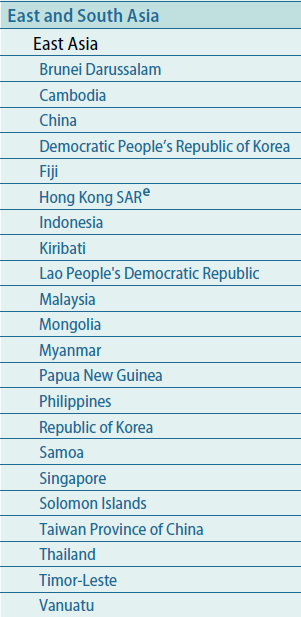 East and South Asia
East Asia
Brunei Darussalam
Cambodia
China
Democratic People’s Republic of Korea
Fiji
Hong Kong SARe
Indonesia
Kiribati
Lao People's Democratic Republic
Malaysia
Mongolia
Myanmar
Papua New Guinea
Philippines
Republic of Korea
Samoa
Singapore
Solomon Islands
Taiwan Province of China
Thailand
Timor-Leste
Vanuatu